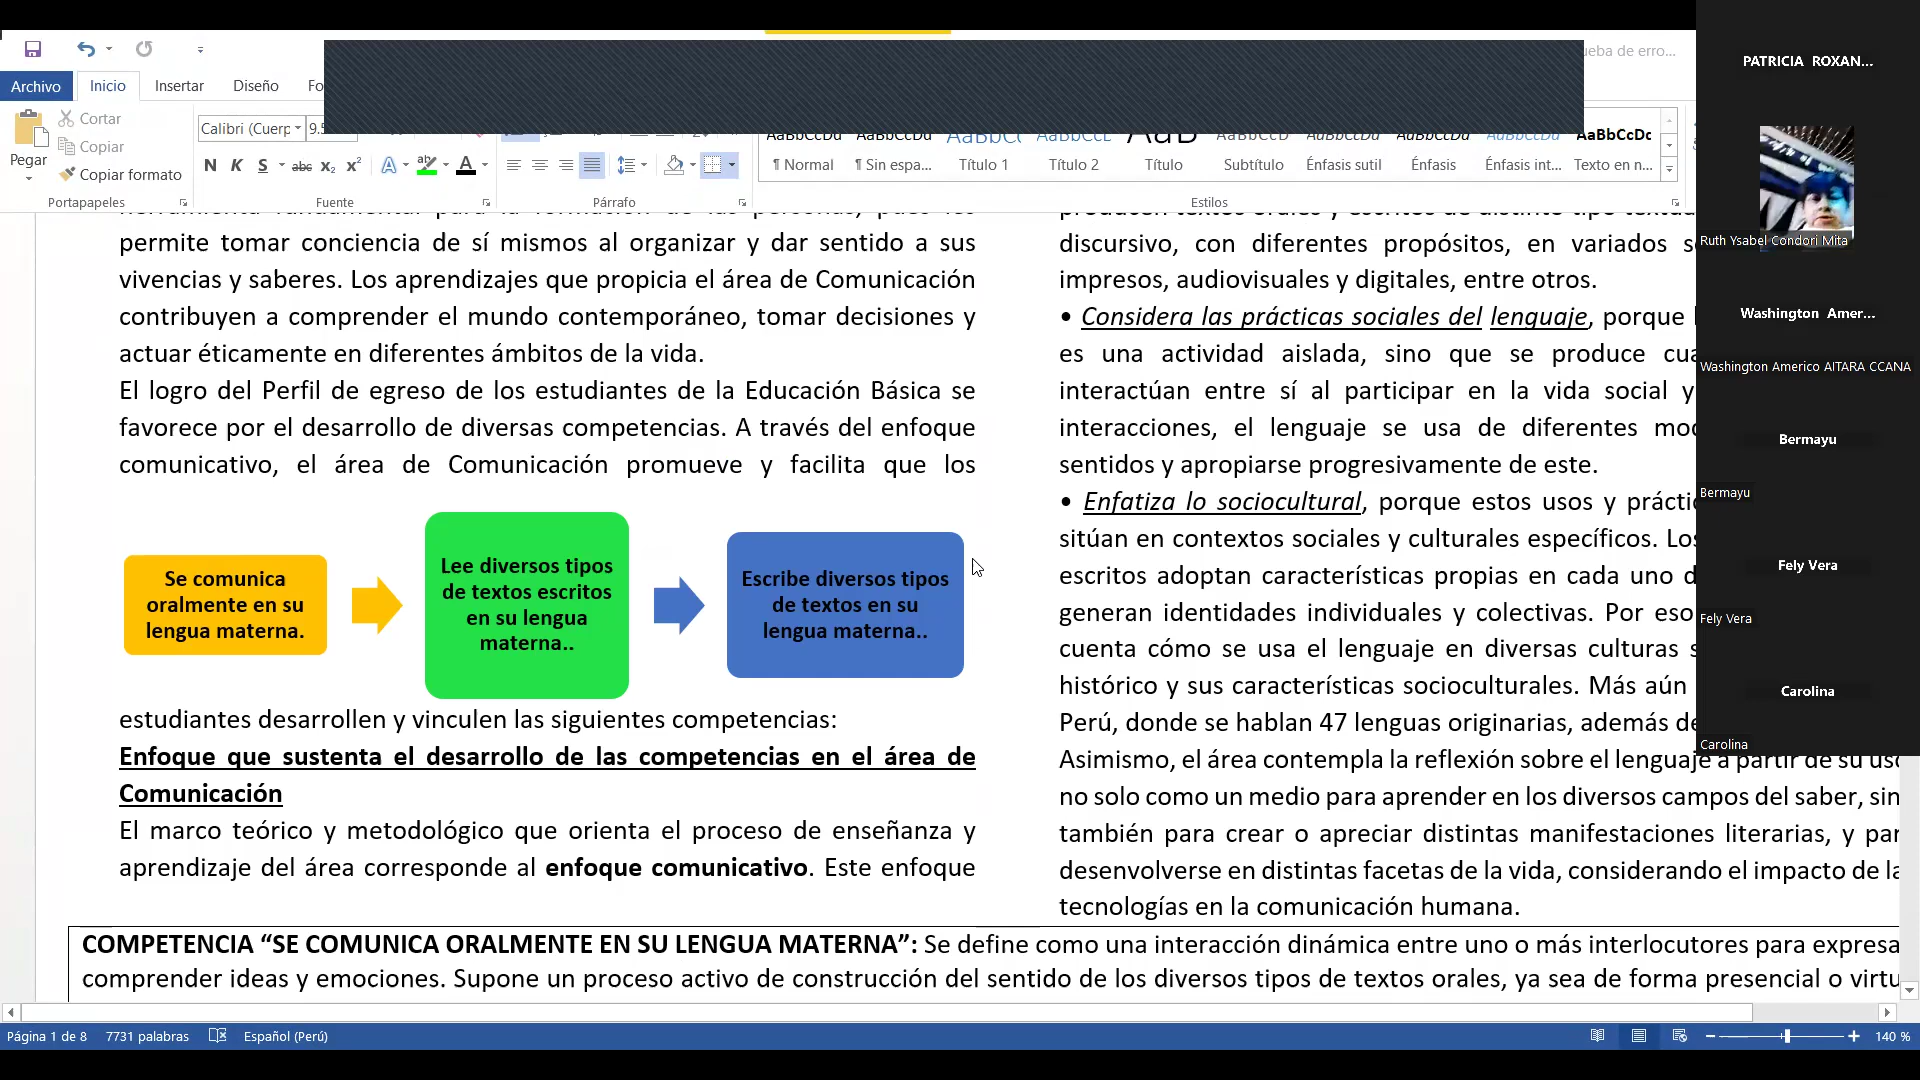 eba de erro...
Archivo
Inicio
Insertar
Diseño
Fo
Pegar
Cortar
Copiar
Copiar formato
Portapapeles
Calibri (Cuerp
9.5
N K S abc x₂ x² A ab A
Fuente
Párrafo
AaBbCcDc
¶ Normal
¶ Sin espa...
Título 1
Título 2
Título
Subtítulo
Énfasis sutil
Énfasis
Énfasis int...
Texto en n...
Estilos
permite tomar conciencia de sí mismos al organizar y dar sentido a sus
vivencias y saberes. Los aprendizajes que propicia el área de Comunicación
contribuyen a comprender el mundo contemporáneo, tomar decisiones y
actuar éticamente en diferentes ámbitos de la vida.
El logro del Perfil de egreso de los estudiantes de la Educación Básica se
favorece por el desarrollo de diversas competencias. A través del enfoque
comunicativo, el área de Comunicación promueve y facilita que los
Se comunica
oralmente en su
lengua materna.
Lee diversos tipos
de textos escritos
en su lengua
materna..
Escribe diversos tipos
de textos en su
lengua materna..
estudiantes desarrollen y vinculen las siguientes competencias:
Enfoque que sustenta el desarrollo de las competencias en el área de
Comunicación
El marco teórico y metodológico que orienta el proceso de enseñanza y
aprendizaje del área corresponde al enfoque comunicativo. Este enfoque
discursivo, con diferentes propósitos, en variados s
impresos, audiovisuales y digitales, entre otros.
• Considera las prácticas sociales del lenguaje, porque
es una actividad aislada, sino que se produce cua
interactúan entre sí al participar en la vida social y
interacciones, el lenguaje se usa de diferentes mo
sentidos y apropiarse progresivamente de este.
• Enfatiza lo sociocultural, porque estos usos y prácti
sitúan en contextos sociales y culturales específicos. Los
escritos adoptan características propias en cada uno d
generan identidades individuales y colectivas. Por eso
cuenta cómo se usa el lenguaje en diversas culturas s
histórico y sus características socioculturales. Más aún
Perú, donde se hablan 47 lenguas originarias, además de
Asimismo, el área contempla la reflexión sobre el lenguaje a partir de su uso
no solo como un medio para aprender en los diversos campos del saber, sin
también para crear o apreciar distintas manifestaciones literarias, y par
desenvolverse en distintas facetas de la vida, considerando el impacto de la
tecnologías en la comunicación humana.
COMPETENCIA “SE COMUNICA ORALMENTE EN SU LENGUA MATERNA”: Se define como una interacción dinámica entre uno o más interlocutores para expresa
comprender ideas y emociones. Supone un proceso activo de construcción del sentido de los diversos tipos de textos orales, ya sea de forma presencial o virtu
Página 1 de 8
7731 palabras
Español (Perú)
140 %
PATRICIA ROXAN...
Ruth Ysabel Condori Mita
Washington Amer...
Washington Americo AITARA CCANA
Bermayu
Bermayu
Fely Vera
Fely Vera
Carolina
Carolina